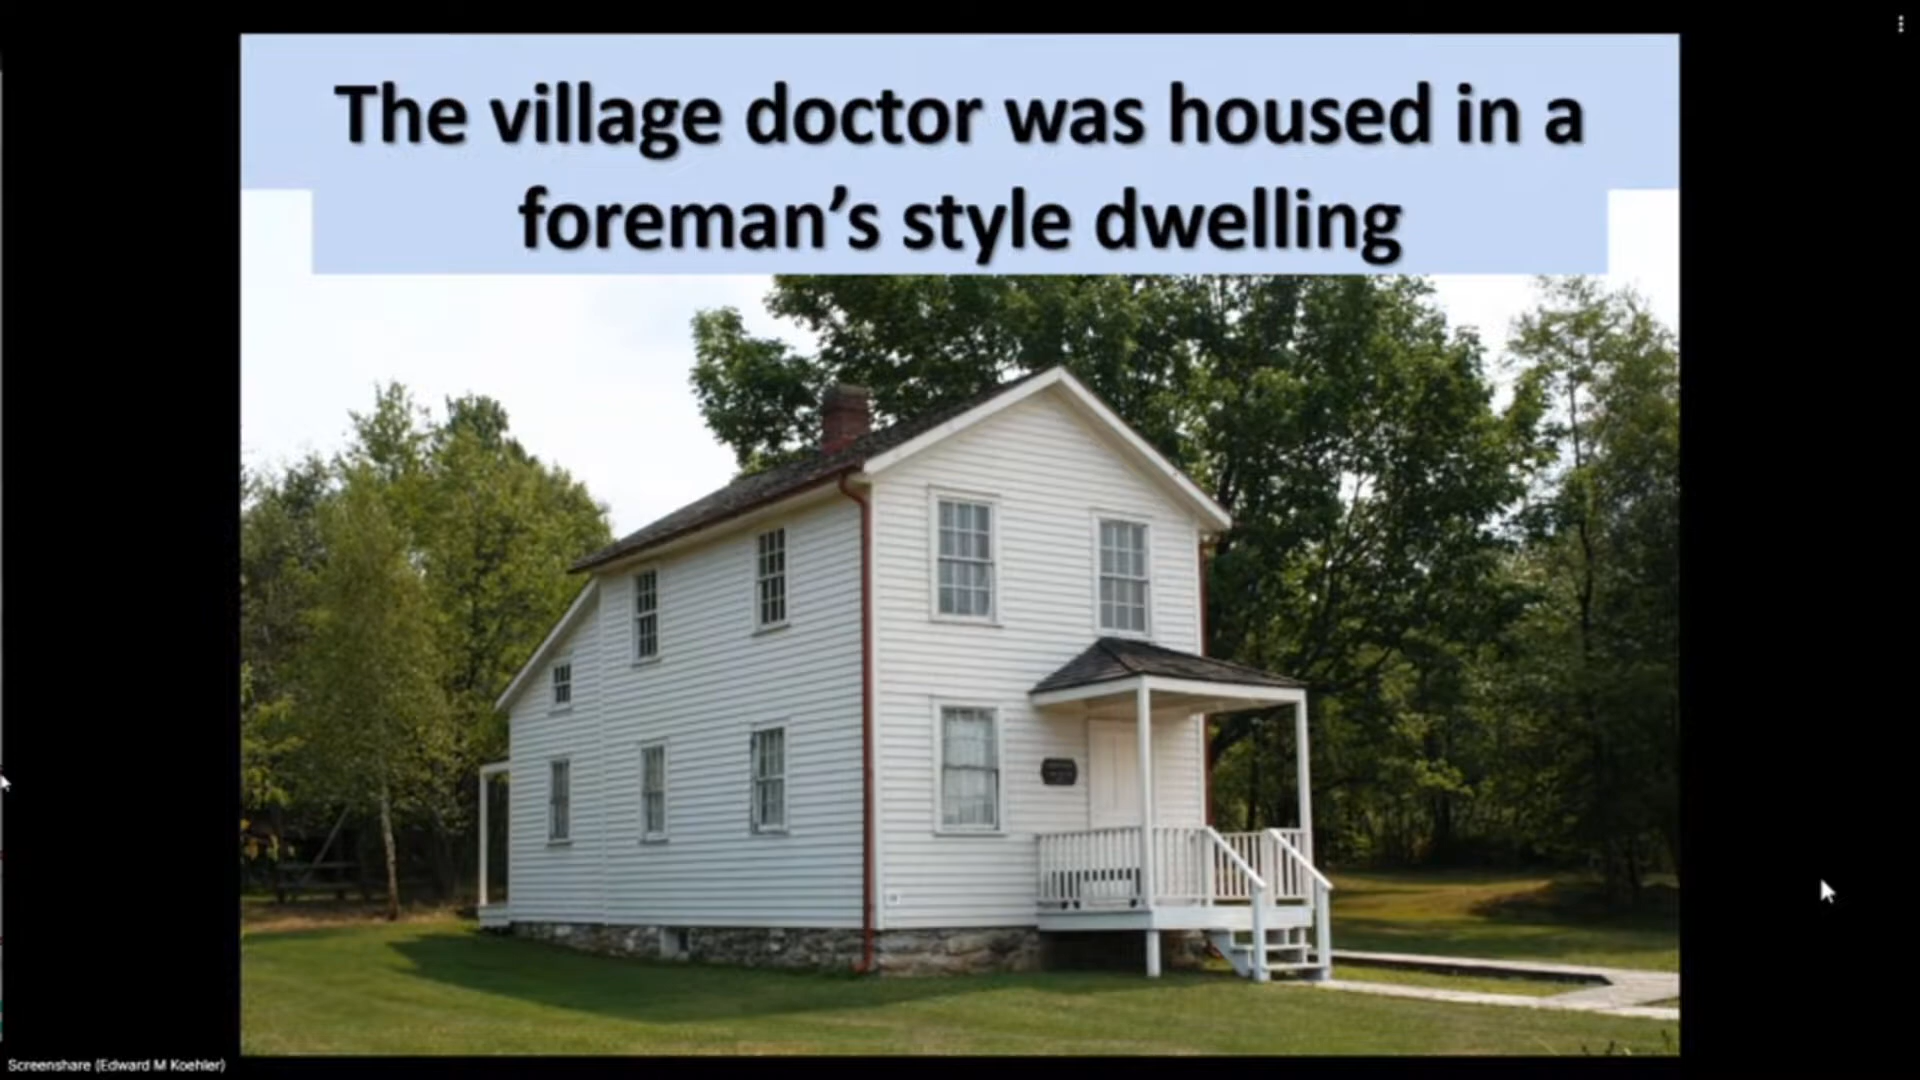 The village doctor was housed in a
foreman's style dwelling
Screenshare (Edward M Koehler)